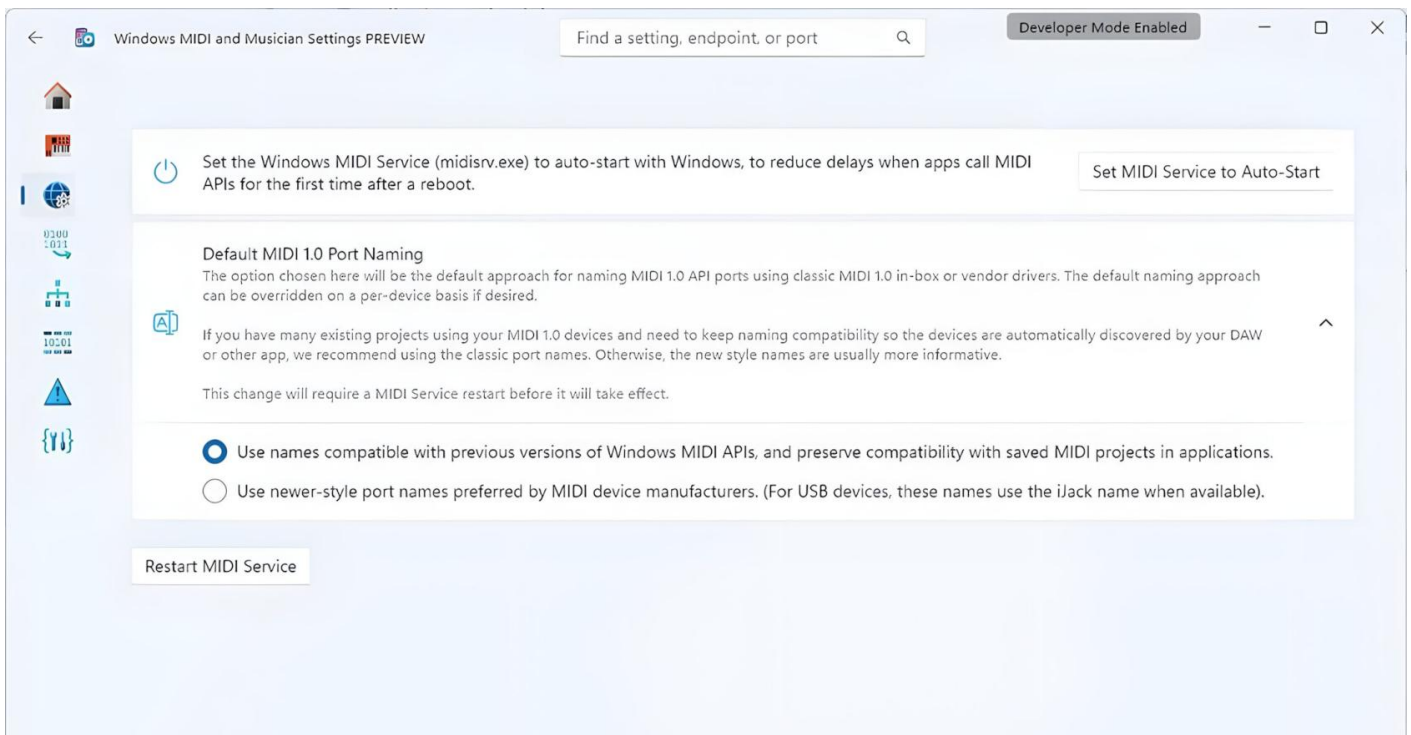 Windows MIDI and Musician Settings PREVIEW
Find a setting, endpoint, or port
Developer Mode Enabled
Set the Windows MIDI Service (midisrv.exe) to auto-start with Windows, to reduce delays when apps call MIDI
APIs for the first time after a reboot.
Set MIDI Service to Auto-Start
Default MIDI 1.0 Port Naming
The option chosen here will be the default approach for naming MIDI 1.0 API ports using classic MIDI 1.0 in-box or vendor drivers. The default naming approach
can be overridden on a per-device basis if desired.
If you have many existing projects using your MIDI 1.0 devices and need to keep naming compatibility so the devices are automatically discovered by your DAW
or other app, we recommend using the classic port names. Otherwise, the new style names are usually more informative.
This change will require a MIDI Service restart before it will take effect.
Use names compatible with previous versions of Windows MIDI APIs, and preserve compatibility with saved MIDI projects in applications.
Use newer-style port names preferred by MIDI device manufacturers. (For USB devices, these names use the iJack name when available).
Restart MIDI Service
0100
1011
10101